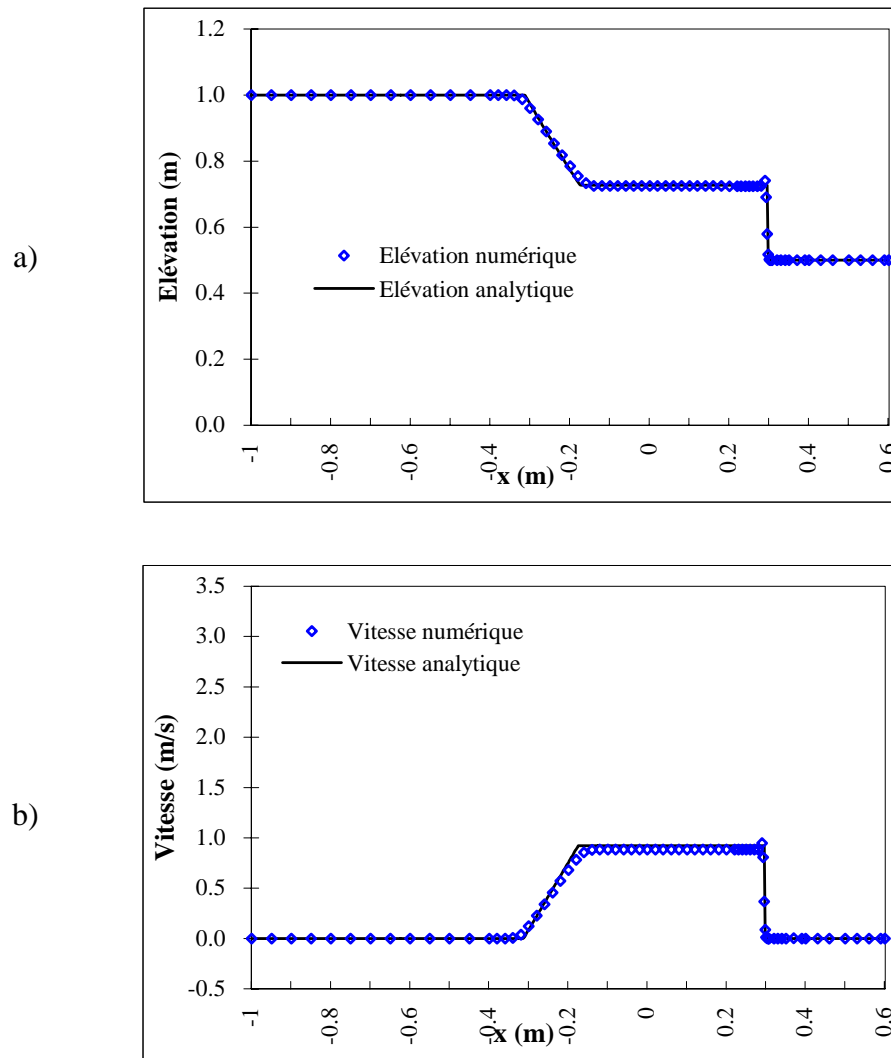 a)
Elévation (m)
1.2
1.0
0.8
0.6
0.4
0.2
0.0
Elévation numérique
Elévation analytique
-1 -0.8 -0.6 -0.4 -0.2 0 0.2 0.4 0.6
x (m)
b)
Vitesse (m/s)
3.5
3.0
2.5
2.0
1.5
1.0
0.5
0.0
-0.5
Vitesse numérique
Vitesse analytique
-1 -0.8 -0.6 -0.4 -0.2 0 0.2 0.4 0.6
x (m)